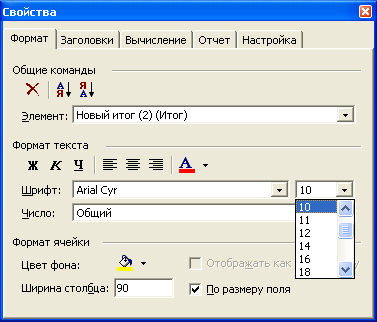 Свойства
Формат Заголовки Вычисление Отчет Настройка
Общие команды
А Я Я А
Элемент: Новый итог (2) (Итог)
Формат текста
Ж К Ч А
Шрифт: Arial Cyr 10
Число: Общий 10
11
12
14
16
18
Формат ячейки
Цвет фона: Отображать как
Ширина столбца: 90 По размеру поля